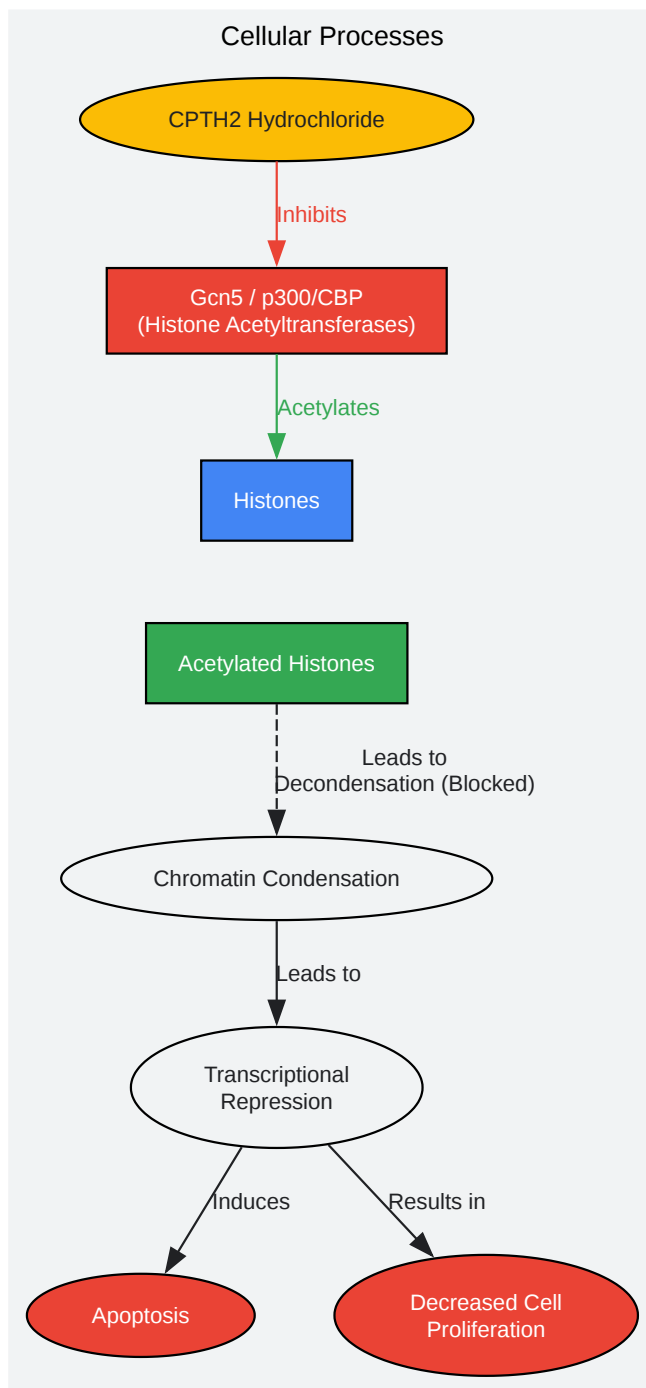 Cellular Processes
CPTH2 Hydrochloride
Inhibits
Gcn5 / p300/CBP
(Histone Acetyltransferases)
Acetylates
Histones
Acetylated Histones
Leads to
Decondensation (Blocked)
Chromatin Condensation
Leads to
Transcriptional
Repression
Induces
Results in
Apoptosis
Decreased Cell
Proliferation